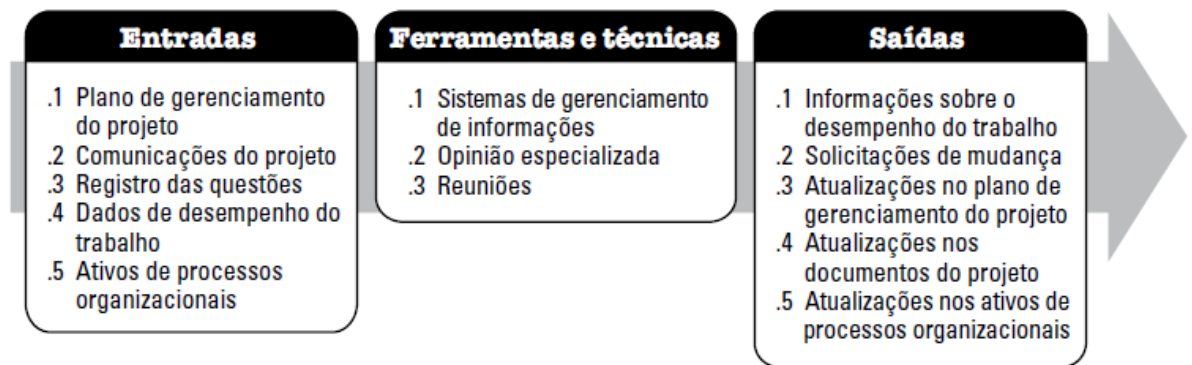 Entradas
.1 Plano de gerenciamento
do projeto
.2 Comunicações do projeto
.3 Registro das questões
.4 Dados de desempenho do
trabalho
.5 Ativos de processos
organizacionais
Ferramentas e técnicas
.1 Sistemas de gerenciamento
de informações
.2 Opinião especializada
.3 Reuniões
Saídas
.1 Informações sobre o
desempenho do trabalho
.2 Solicitações de mudança
.3 Atualizações no plano de
gerenciamento do projeto
.4 Atualizações nos
documentos do projeto
.5 Atualizações nos ativos de
processos organizacionais